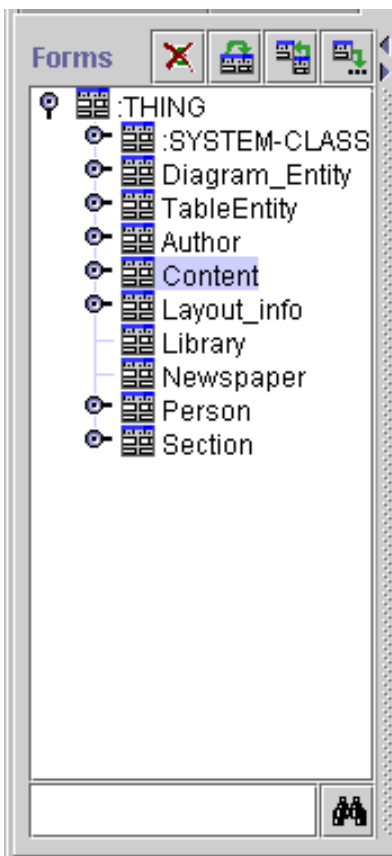 Forms
:THING
:SYSTEM-CLASS
Diagram_Entity
TableEntity
Author
Content
Layout_info
Library
Newspaper
Person
Section